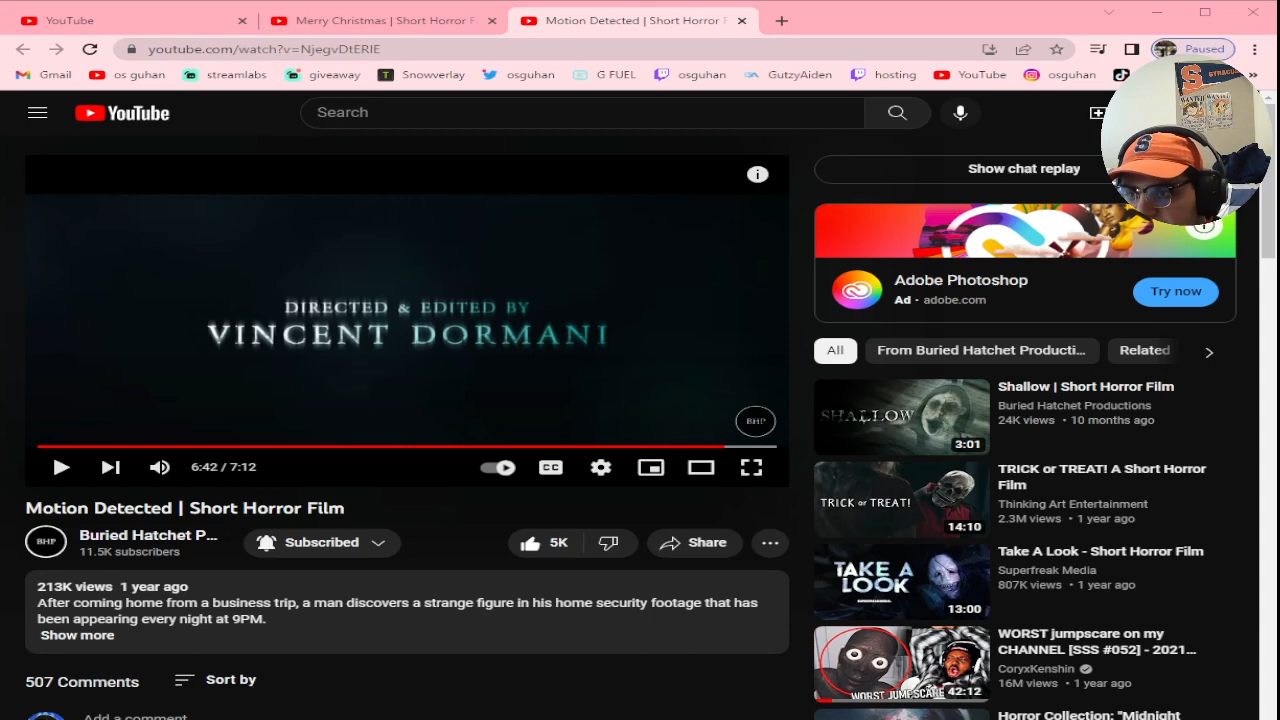 YouTube
Merry Christmas | Short Horror F
Motion Detected | Short Horror F
youtube.com/watch?v=NjegvDtERIE
Paused
Gmail
os guhan
streamlabs
giveaway
Snowverlay
osguhan
G FUEL
osguhan
GutzyAiden
hosting
YouTube
osguhan
YouTube
Search
WANTED WANTED
S
Show chat replay
DIRECTED & EDITED BY
VINCENT DORMANI
BHP
6:42 / 7:12
CC
Adobe Photoshop
Ad · adobe.com
Try now
All
From Buried Hatchet Producti...
Related
Motion Detected | Short Horror Film
BHP
Buried Hatchet P...
11.5K subscribers
Subscribed
5K
Share
213K views 1 year ago
After coming home from a business trip, a man discovers a strange figure in his home security footage that has
been appearing every night at 9PM.
Show more
507 Comments
Sort by
Add a comment
SHALLOW
3:01
Shallow | Short Horror Film
Buried Hatchet Productions
24K views • 10 months ago
TRICK OR TREAT!
14:10
TRICK or TREAT! A Short Horror
Film
Thinking Art Entertainment
2.3M views • 1 year ago
TAKE A
LOOK
13:00
Take A Look - Short Horror Film
Superfreak Media
807K views • 1 year ago
WORST JUMPSCARE
42:12
WORST jumpscare on my
CHANNEL [SSS #052] - 2021...
CoryxKenshin
16M views • 1 year ago
Horror Collection: "Midnight